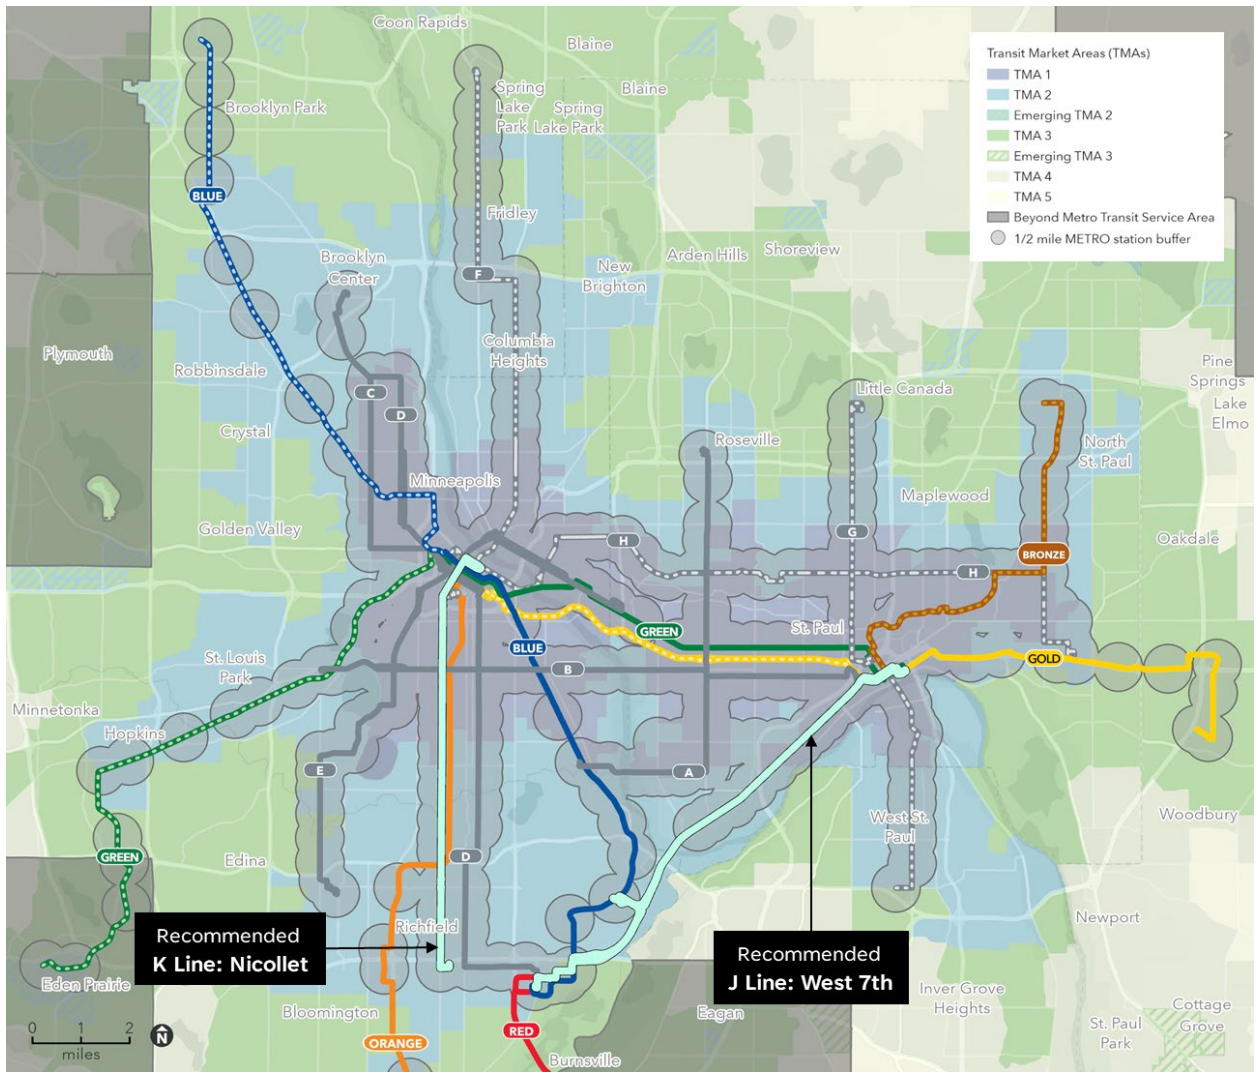 Coon Rapids
Blaine
Transit Market Areas (TMAs)
TMA 1
TMA 2
Emerging TMA 2
TMA 3
Emerging TMA 3
TMA 4
TMA 5
Beyond Metro Transit Service Area
1/2 mile METRO station buffer
Spring
Lake
Park
Spring
Lake Park
Blaine
Brooklyn Park
BLUE
Fridley
Brooklyn
Center
F
New
Brighton
Arden Hills
Shoreview
Plymouth
Columbia
Heights
Robbinsdale
C
D
Little Canada
Pine
Springs
Lake
Elmo
Crystal
Roseville
North
St. Paul
Minneapolis
Maplewood
Golden Valley
G
H
BRONZE
Oakdale
H
St. Paul
GREEN
BLUE
St. Louis
Park
B
GOLD
Minnetonka
Hopkins
E
A
West St.
Paul
Woodbury
GREEN
Edina
D
Richfield
Newport
Recommended
K Line: Nicollet
Recommended
J Line: West 7th
Eden Prairie
Bloomington
Eagan
Inver Grove
Heights
Cottage
Grove
St. Paul
Park
0 1 2
miles
N
ORANGE
RED
Burnsville